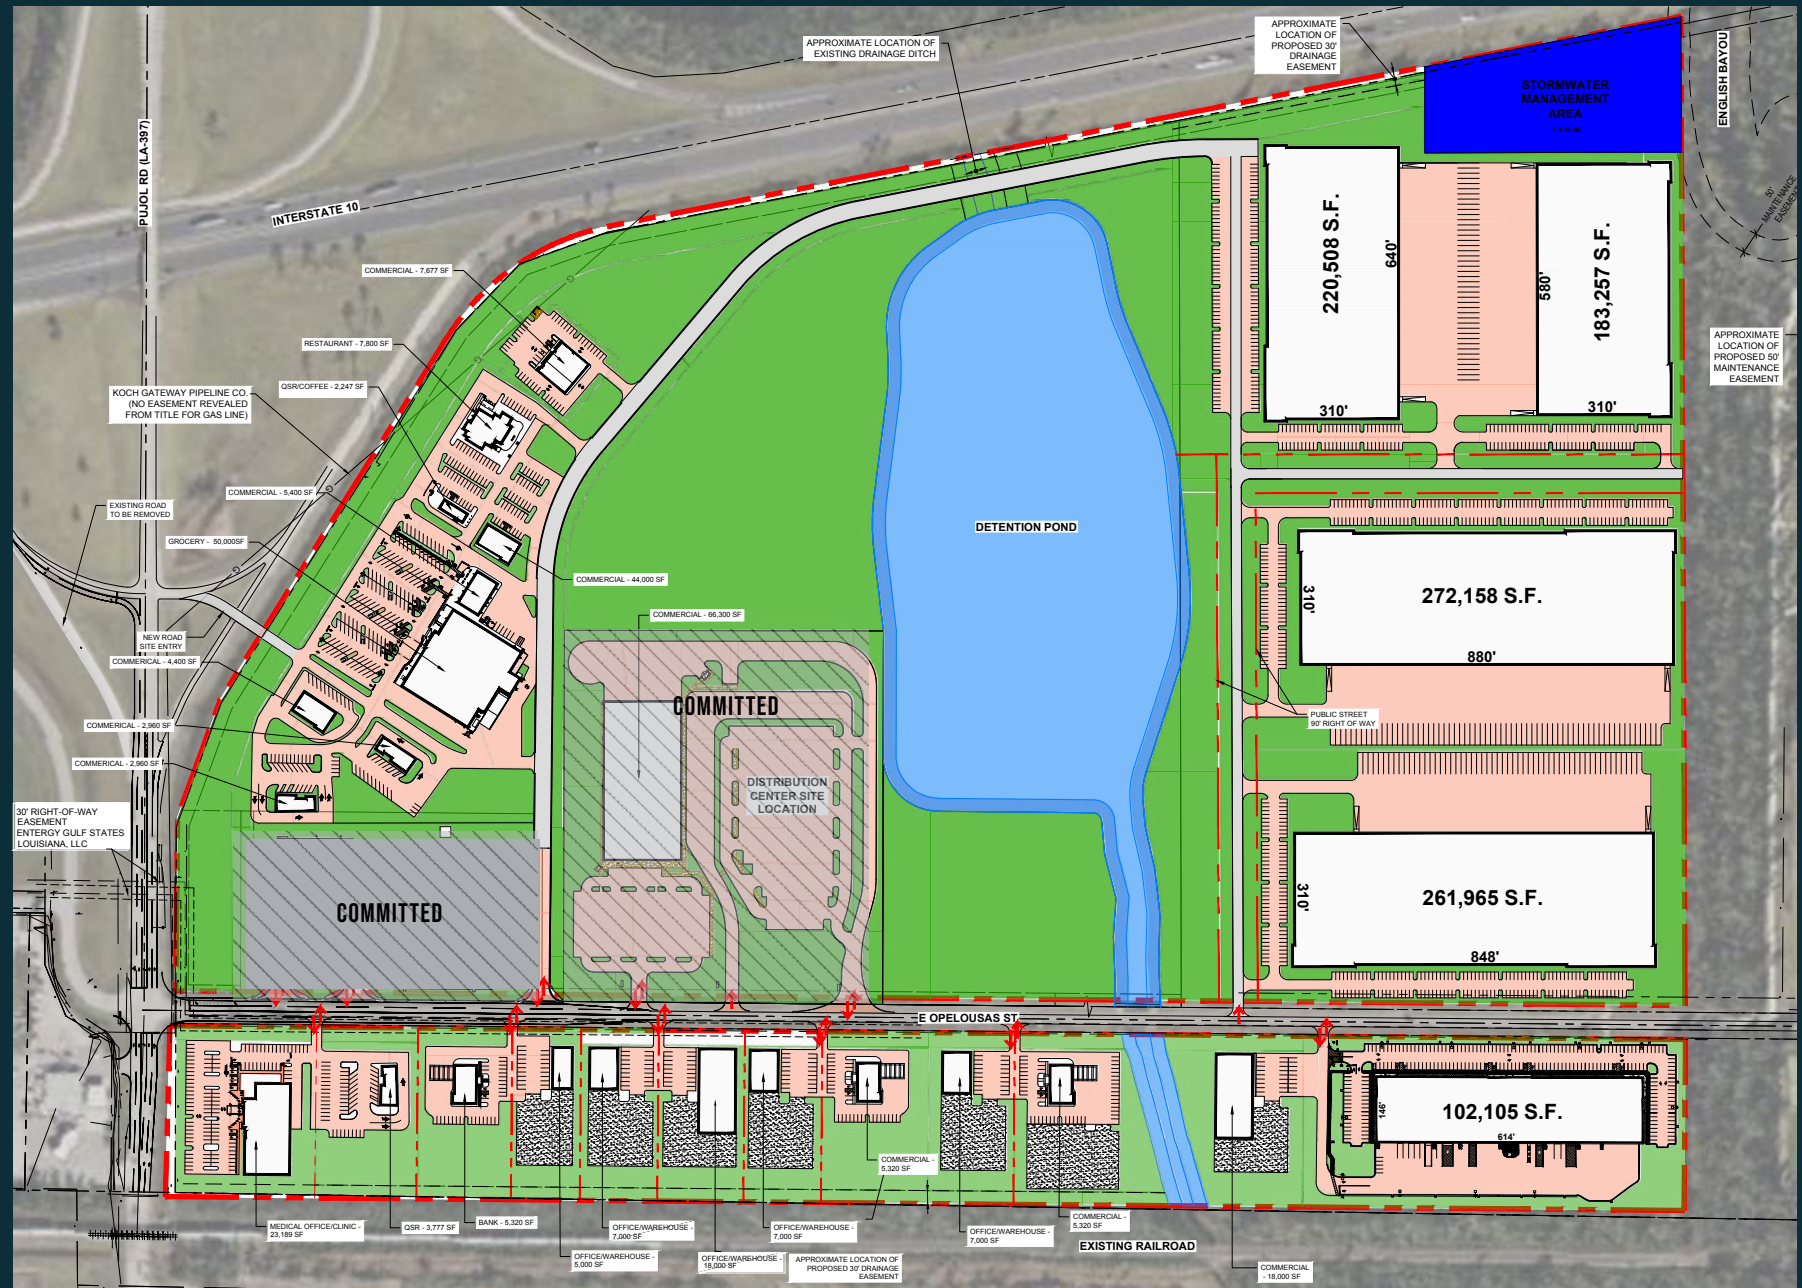 APPROXIMATE LOCATION OF
EXISTING DRAINAGE DITCH
APPROXIMATE
LOCATION OF
PROPOSED 30'
DRAINAGE
EASEMENT
STORMWATER
MANAGEMENT
AREA
ENGLISH BAYOU
50'
MAINTENANCE
EASEMENT
PUJOL RD (LA-397)
INTERSTATE 10
COMMERCIAL - 7,677 SF
RESTAURANT - 7,800 SF
QSR/COFFEE - 2,247 SF
KOCH GATEWAY PIPELINE CO.
(NO EASEMENT REVEALED
FROM TITLE FOR GAS LINE)
COMMERCIAL - 5,400 SF
EXISTING ROAD
TO BE REMOVED
GROCERY - 50,000SF
COMMERCIAL - 44,000 SF
NEW ROAD
SITE ENTRY
COMMERICAL - 4,400 SF
COMMERICAL - 2,960 SF
COMMERICAL - 2,960 SF
30' RIGHT-OF-WAY
EASEMENT
ENTERGY GULF STATES
LOUISIANA, LLC
COMMITTED
COMMERCIAL - 66,300 SF
COMMITTED
DISTRIBUTION
CENTER SITE
LOCATION
DETENTION POND
220,508 S.F.
640'
310'
183,257 S.F.
580'
310'
APPROXIMATE
LOCATION OF
PROPOSED 50'
MAINTENANCE
EASEMENT
272,158 S.F.
310'
880'
PUBLIC STREET
90' RIGHT OF WAY
261,965 S.F.
310'
848'
E OPELOUSAS ST.
102,105 S.F.
146'
614'
MEDICAL OFFICE/CLINIC -
23,189 SF
QSR - 3,777 SF
BANK - 5,320 SF
OFFICE/WAREHOUSE -
5,000 SF
OFFICE/WAREHOUSE -
7,000 SF
OFFICE/WAREHOUSE -
18,000 SF
OFFICE/WAREHOUSE -
7,000 SF
APPROXIMATE LOCATION OF
PROPOSED 30' DRAINAGE
EASEMENT
COMMERCIAL -
5,320 SF
OFFICE/WAREHOUSE -
7,000 SF
COMMERCIAL -
5,320 SF
EXISTING RAILROAD
COMMERCIAL
- 18,000 SF